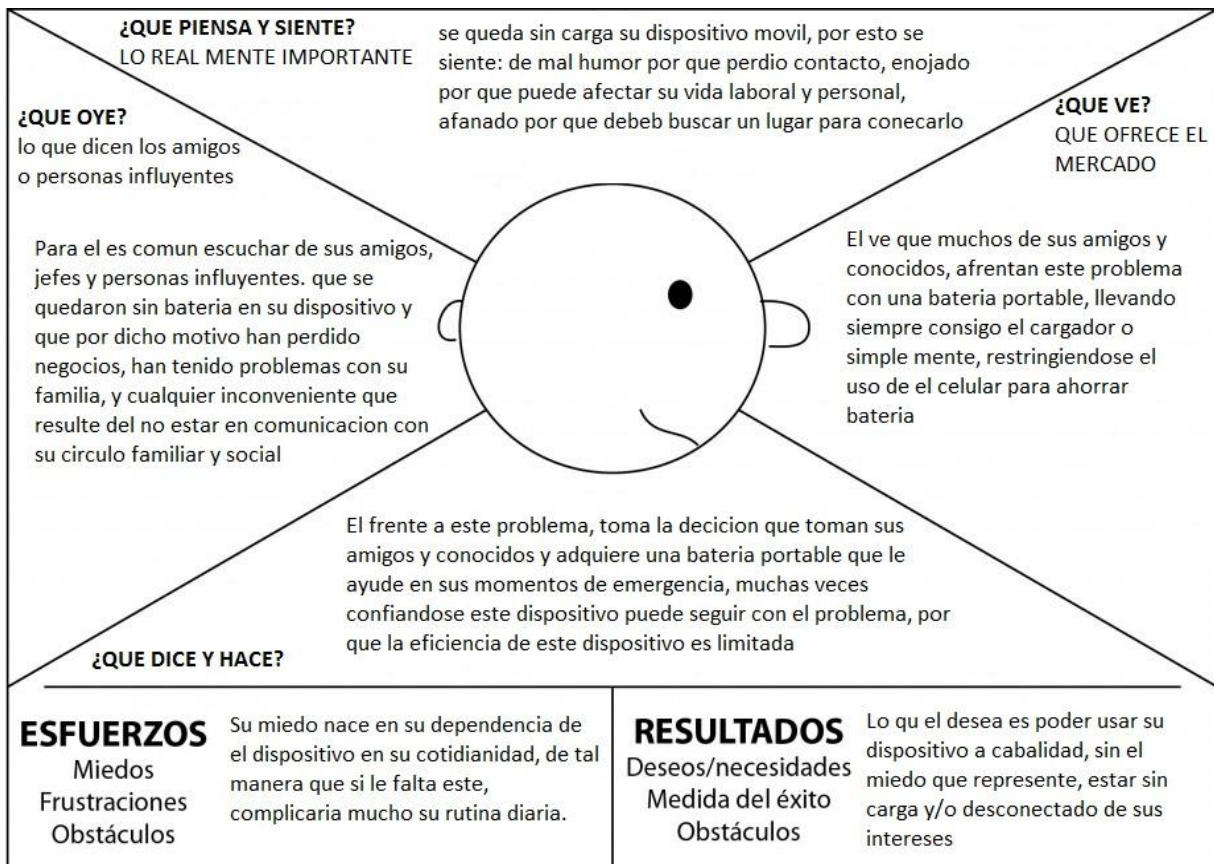 ¿QUE PIENSA Y SIENTE?
LO REAL MENTE IMPORTANTE
se queda sin carga su dispositivo movil, por esto se
siente: de mal humor por que perdio contacto, enojado
por que puede afectar su vida laboral y personal,
afanado por que debeb buscar un lugar para conecarlo
¿QUE OYE?
lo que dicen los amigos
o personas influyentes
Para el es comun escuchar de sus amigos,
jefes y personas influyentes. que se
quedaron sin bateria en su dispositivo y
que por dicho motivo han perdido
negocios, han tenido problemas con su
familia, y cualquier inconveniente que
resulte del no estar en comunicacion con
su circulo familiar y social
¿QUE VE?
QUE OFRECE EL
MERCADO
El ve que muchos de sus amigos y
conocidos, afrentan este problema
con una bateria portable, llevando
siempre consigo el cargador o
simple mente, restringiendose el
uso de el celular para ahorrar
bateria
El frente a este problema, toma la decicion que toman sus
amigos y conocidos y adquiere una bateria portable que le
ayude en sus momentos de emergencia, muchas veces
confiandose este dispositivo puede seguir con el problema, por
que la eficiencia de este dispositivo es limitada
¿QUE DICE Y HACE?
ESFUERZOS
Miedos
Frustraciones
Obstáculos
Su miedo nace en su dependencia de
el dispositivo en su cotidianidad, de tal
manera que si le falta este,
complicaria mucho su rutina diaria.
RESULTADOS
Deseos/necesidades
Medida del éxito
Obstáculos
Lo qu el desea es poder usar su
dispositivo a cabalidad, sin el
miedo que represente, estar sin
carga y/o desconectado de sus
intereses